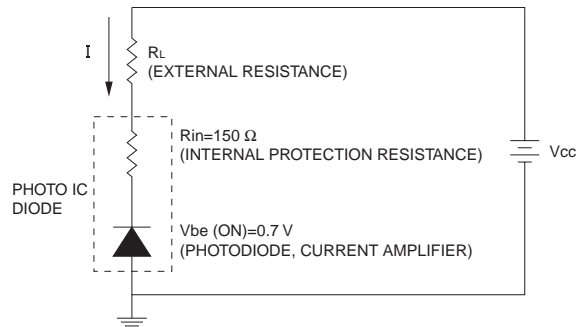 I
RL
(EXTERNAL RESISTANCE)
Rin=150 Ω
(INTERNAL PROTECTION RESISTANCE)
Vcc
PHOTO IC
DIODE
Vbe (ON)=0.7 V
(PHOTODIODE, CURRENT AMPLIFIER)